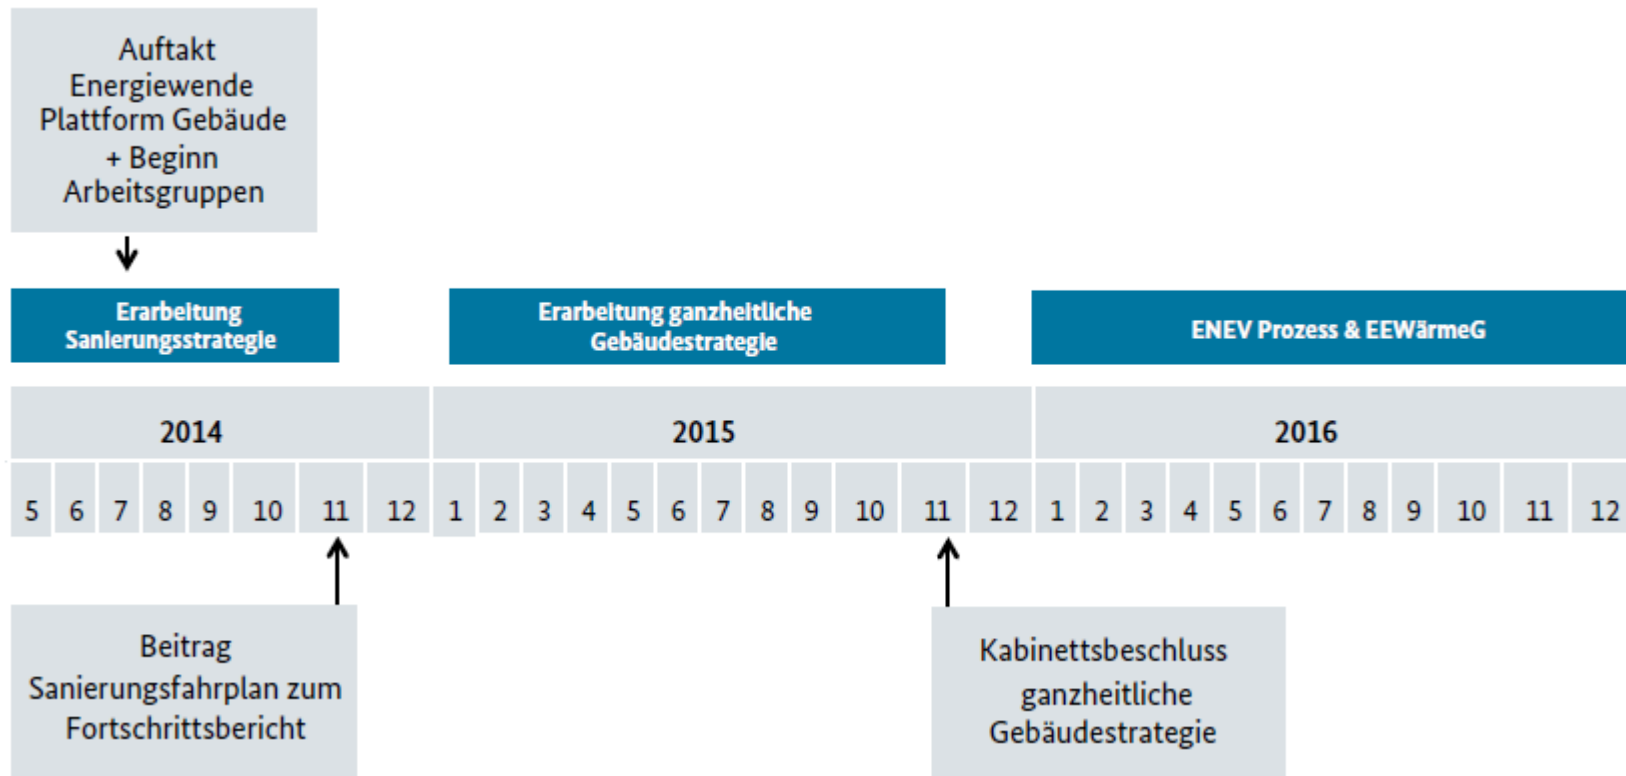 Auftakt
Energiewende
Plattform Gebäude
+ Beginn
Arbeitsgruppen
Erarbeitung
Sanierungsstrategie
Erarbeitung ganzheitliche
Gebäudestrategie
ENEV Prozess & EEWärmeG
2014 2015 2016
5 6 7 8 9 10 11 12 1 2 3 4 5 6 7 8 9 10 11 12 1 2 3 4 5 6 7 8 9 10 11 12
Beitrag
Sanierungsfahrplan zum
Fortschrittsbericht
Kabinettsbeschluss
ganzheitliche
Gebäudestrategie